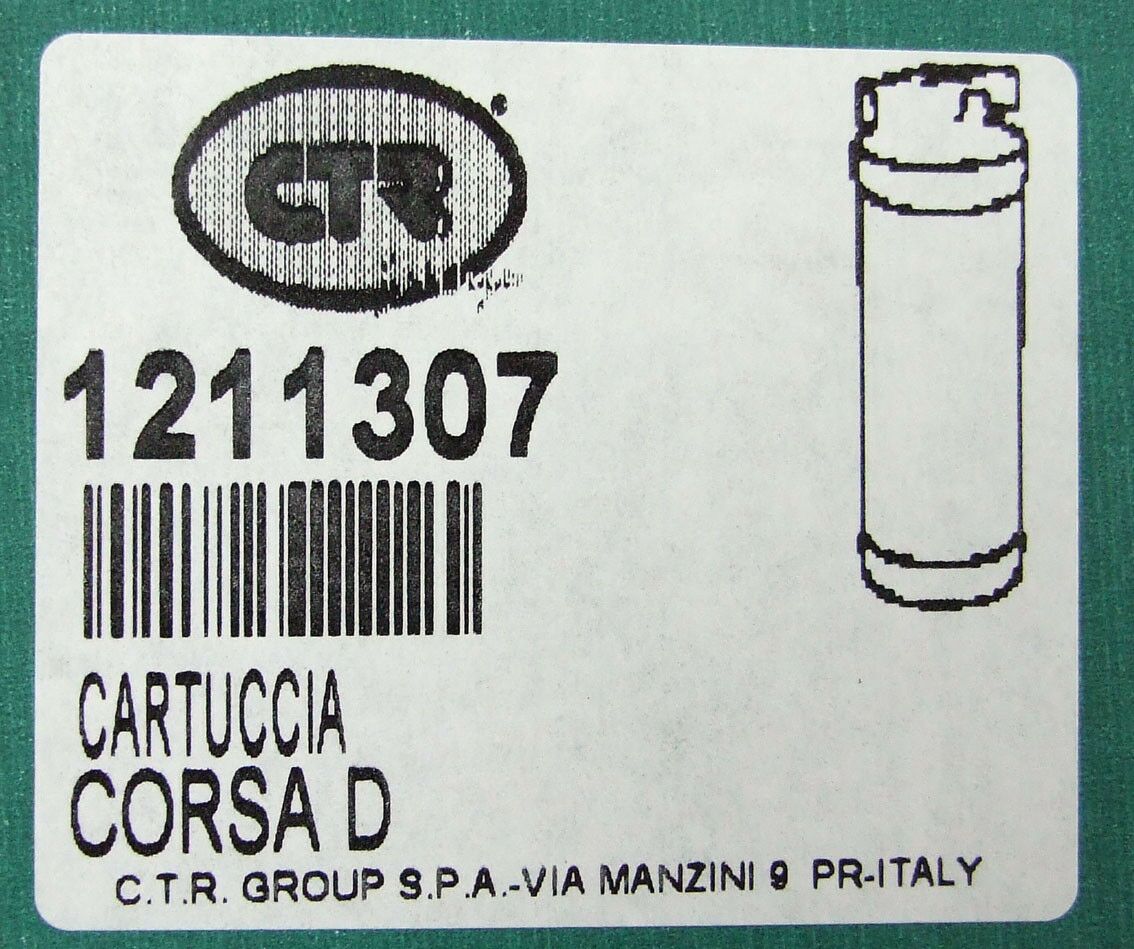 CTR
1211307
CARTUCCIA
CORSA D
C.T.R. GROUP S.P.A.-VIA MANZINI 9 PR-ITALY